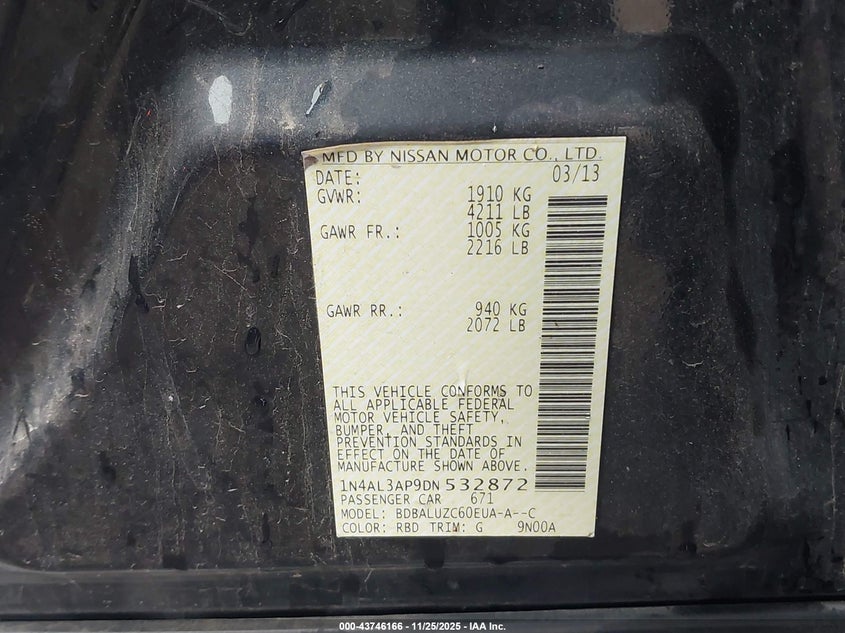 MFD BY NISSAN MOTOR CO., LTD.
DATE: 03/13
GVWR: 1910 KG
4211 LB
GAWR FR.: 1005 KG
2216 LB
GAWR RR.: 940 KG
2072 LB
THIS VEHICLE CONFORMS TO
ALL APPLICABLE FEDERAL
MOTOR VEHICLE SAFETY,
BUMPER, AND THEFT
PREVENTION STANDARDS IN
EFFECT ON THE DATE OF
MANUFACTURE SHOWN ABOVE.
1N4AL3AP9DN 532872
PASSENGER CAR 671
MODEL: BDBALUZC60EUA-A--C
COLOR: RBD TRIM: G 9N00A
000-43746166 - 11/25/2025 - IAA Inc.